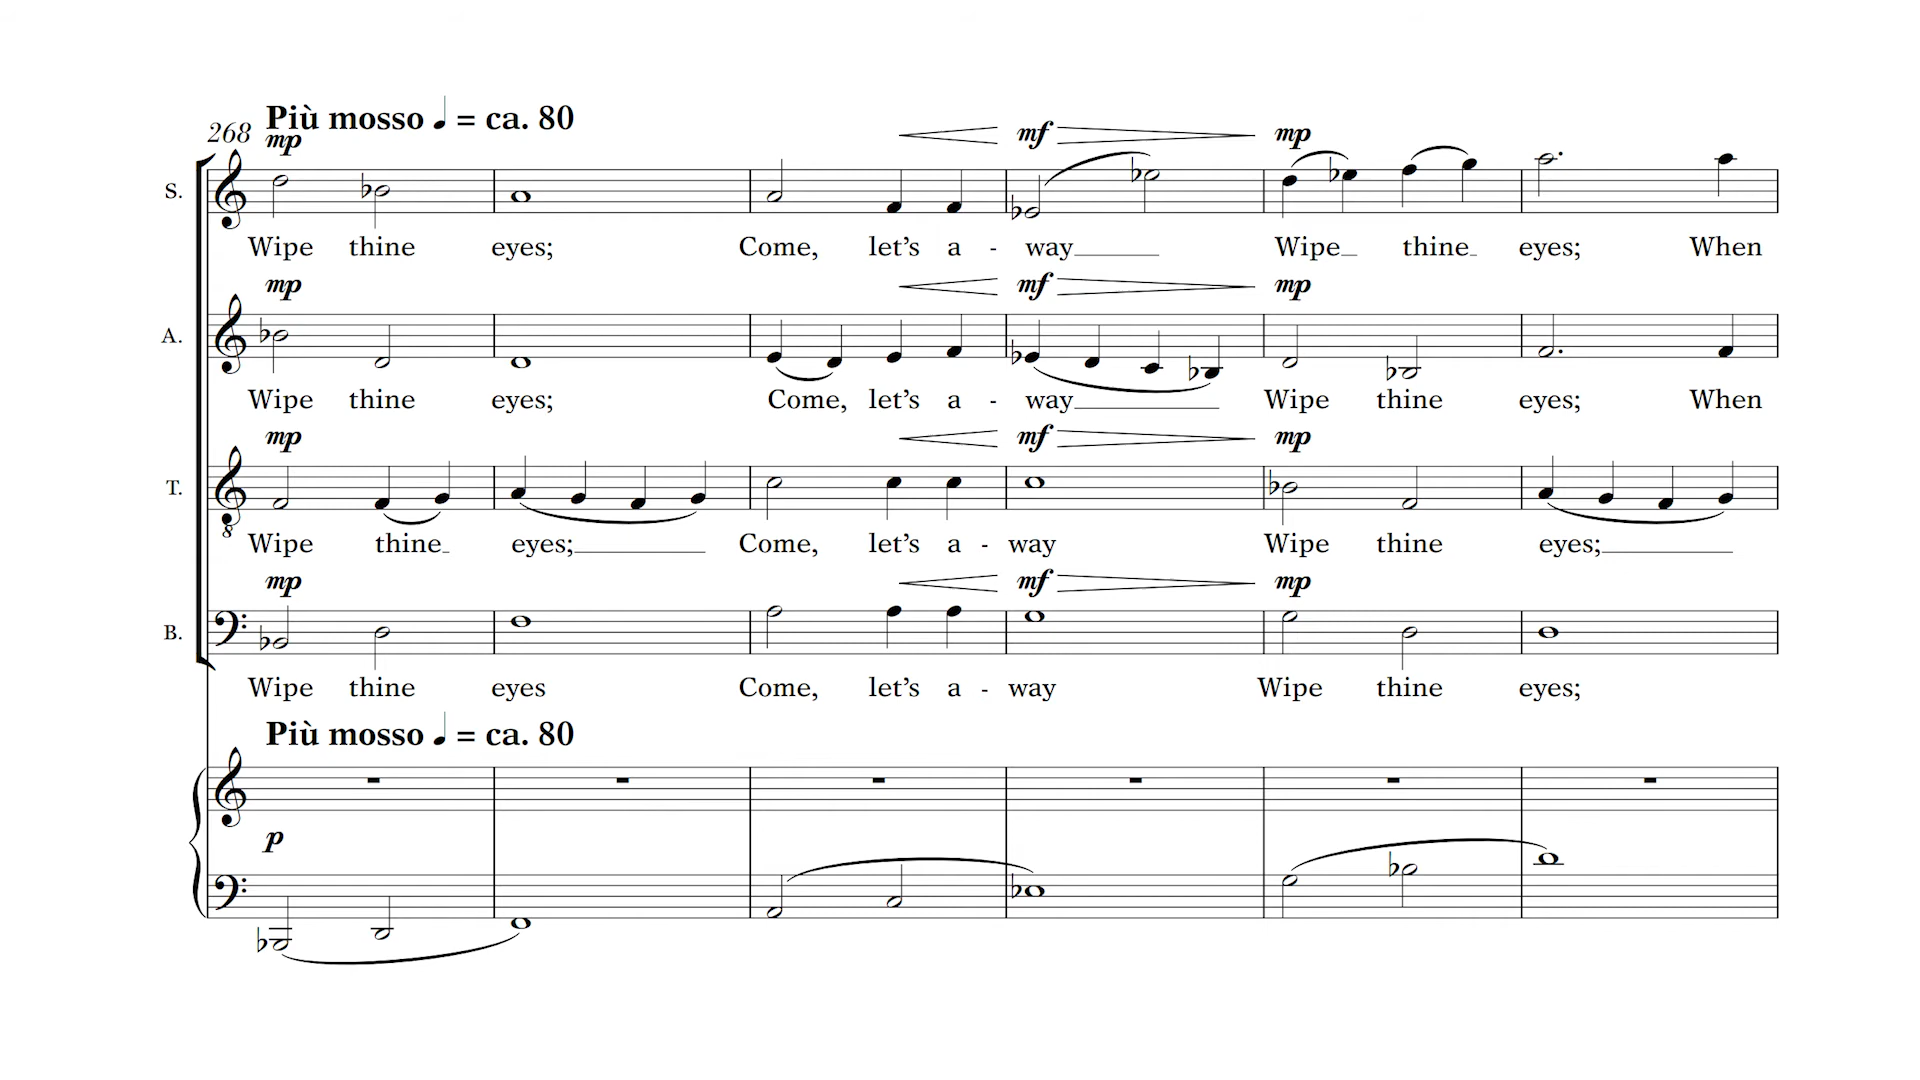 Più mosso ♩ = ca. 80
268
mp mf mp
S.
Wipe thine eyes; Come, let's a - way Wipe thine eyes; When
mp mf mp
A.
Wipe thine eyes; Come, let's a - way Wipe thine eyes; When
mp mf mp
T.
8
Wipe thine eyes; Come, let's a - way Wipe thine eyes;
mp mf mp
B.
Wipe thine eyes Come, let's a - way Wipe thine eyes;
Più mosso ♩ = ca. 80
p